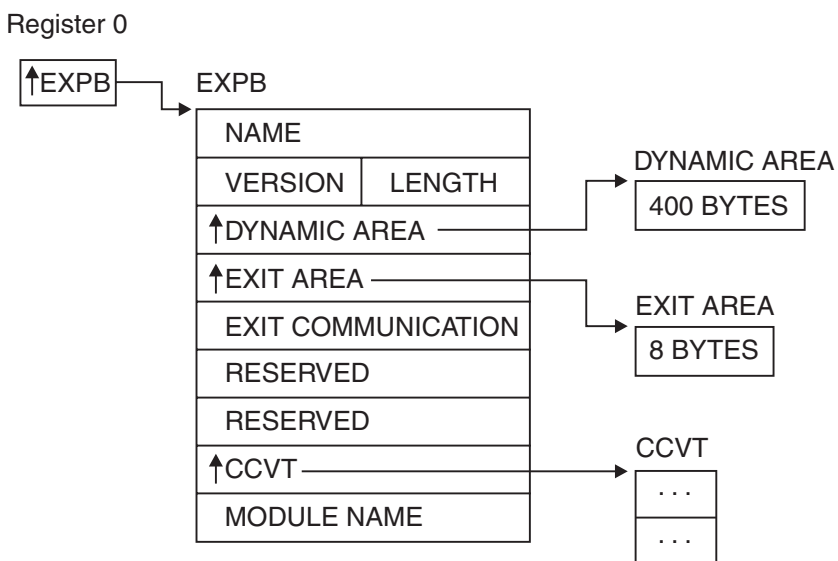 Register 0
↑EXPB
EXPB
NAME
VERSION
LENGTH
↑DYNAMIC AREA
↑EXIT AREA
EXIT COMMUNICATION
RESERVED
RESERVED
↑CCVT
MODULE NAME
DYNAMIC AREA
400 BYTES
EXIT AREA
8 BYTES
CCVT
. . .
. . .